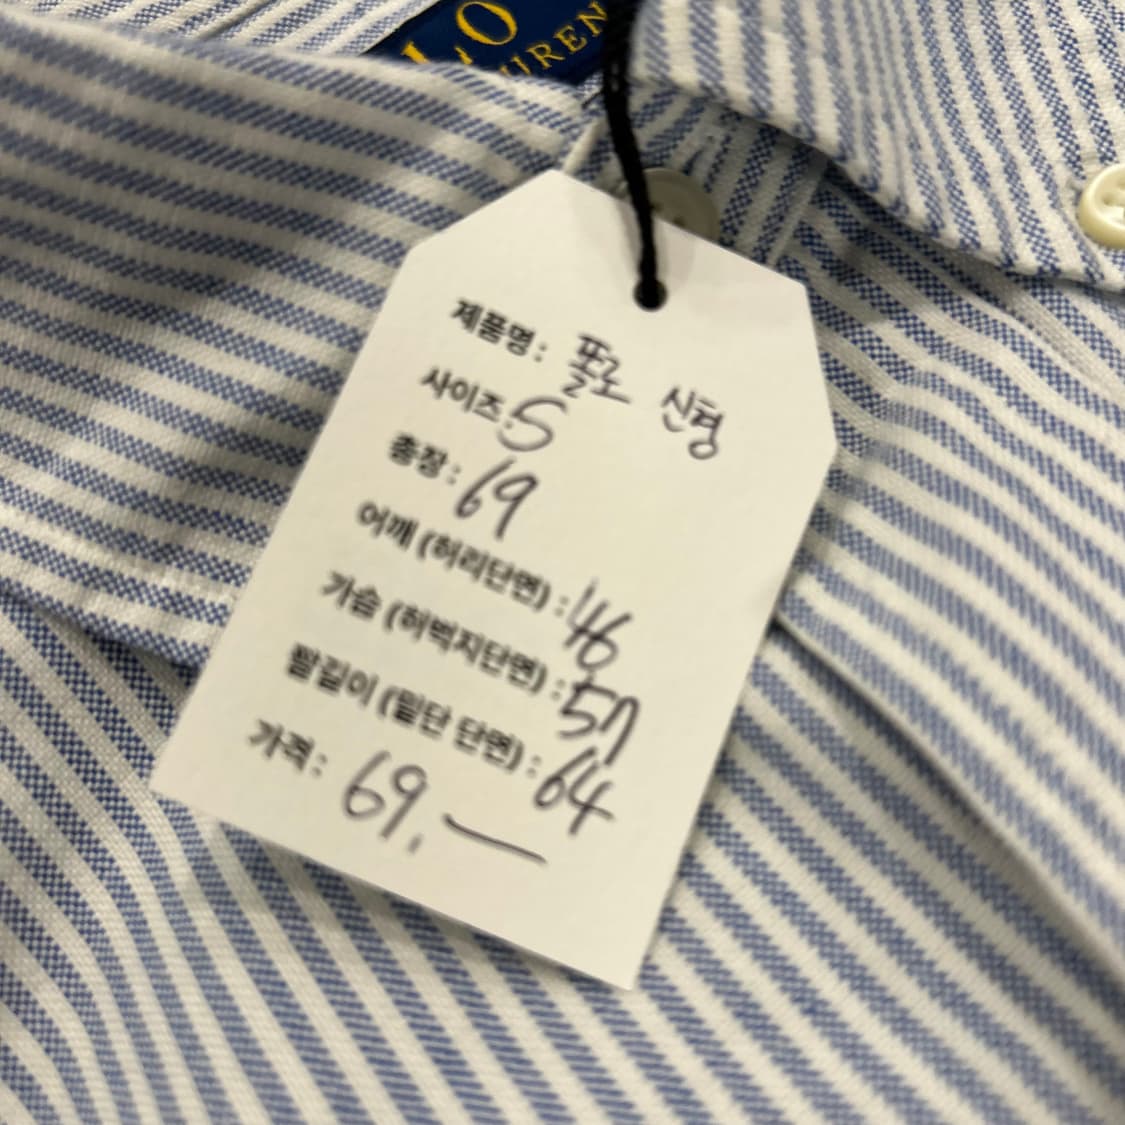 LO
UREN
제품명: 폴로 신형
사이즈: S
총장: 69
어깨 (허리단면) : 46
가슴 (허벅지단면) : 57
팔길이 (밑단 단면) : 64
가격: 69,—